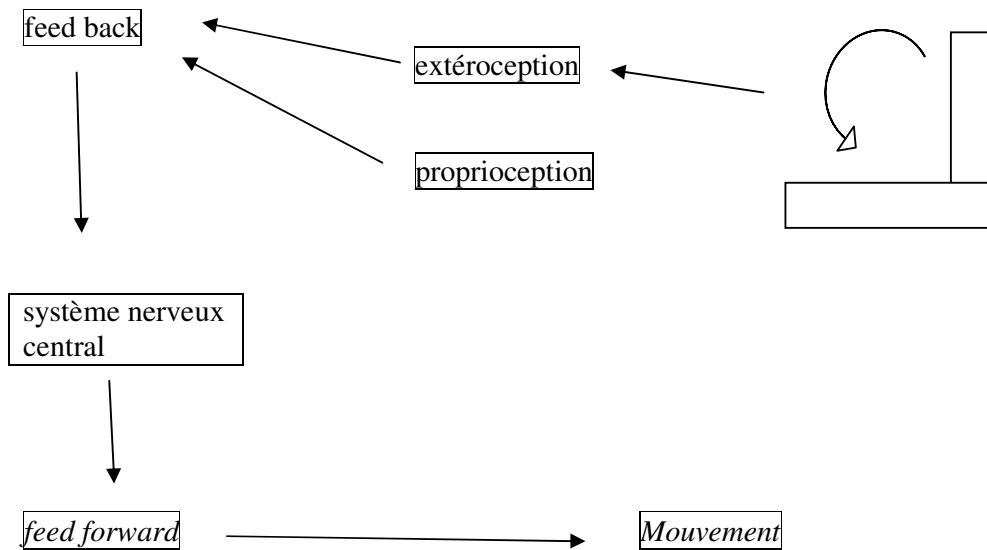 feed back
extéroception
proprioception
système nerveux
central
feed forward
Mouvement